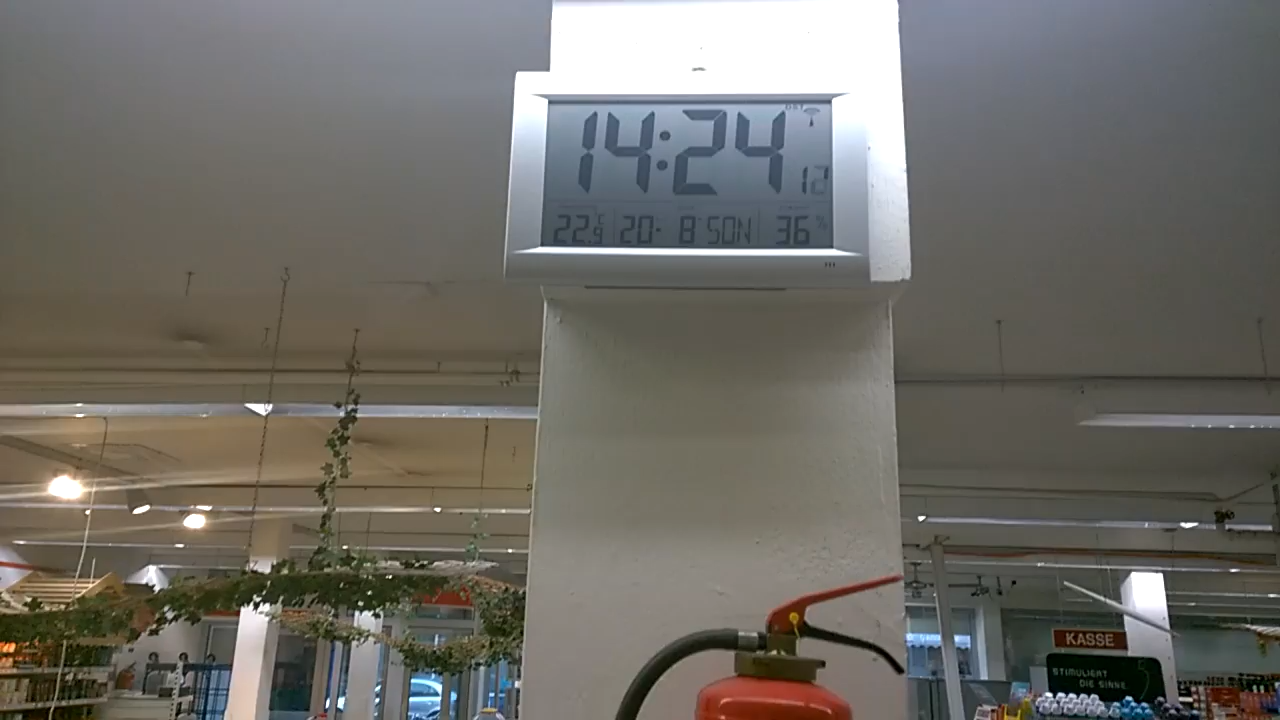 DST
14:24 12
22.9°C 20. 8. SON 36 %
KASSE
STIMULIERT
DIE SINNE